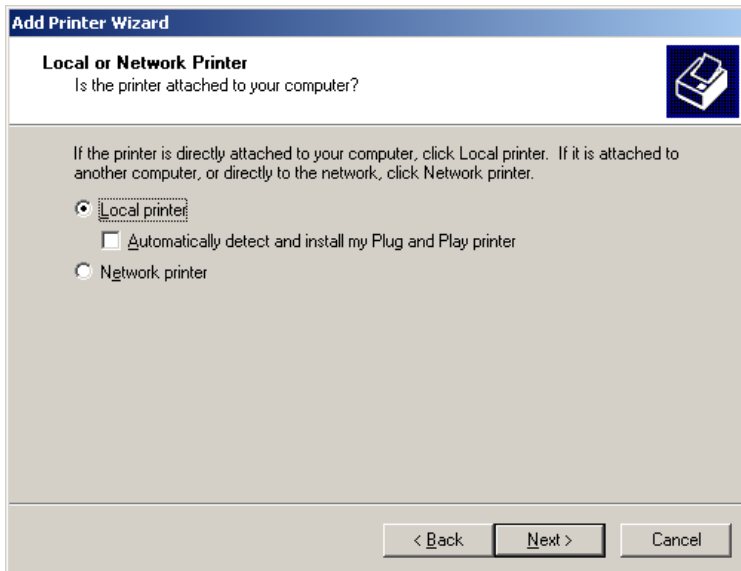 Add Printer Wizard
Local or Network Printer
Is the printer attached to your computer?
If the printer is directly attached to your computer, click Local printer.  If it is attached to
another computer, or directly to the network, click Network printer.
Local printer
Automatically detect and install my Plug and Play printer
Network printer
< Back Next > Cancel